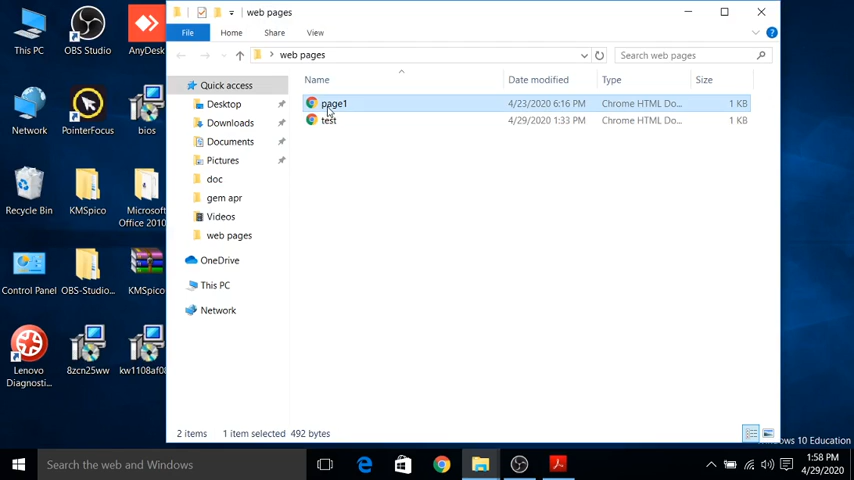 web pages
File
Home
Share
View
web pages
Search web pages
Name
Date modified
Type
Size
page1
4/23/2020 6:16 PM
Chrome HTML Do...
1 KB
test
4/29/2020 1:33 PM
Chrome HTML Do...
1 KB
Quick access
Desktop
Downloads
Documents
Pictures
doc
gem apr
Videos
web pages
OneDrive
This PC
Network
2 items
1 item selected 492 bytes
This PC
OBS Studio
AnyDesk
Network
PointerFocus
bios
Recycle Bin
KMSpico
Microsoft
Office 2010
Control Panel
OBS-Studio...
KMSpico
Lenovo
Diagnosti...
8zcn25ww
kw1108af08
10 Education
Search the web and Windows
1:58 PM
4/29/2020